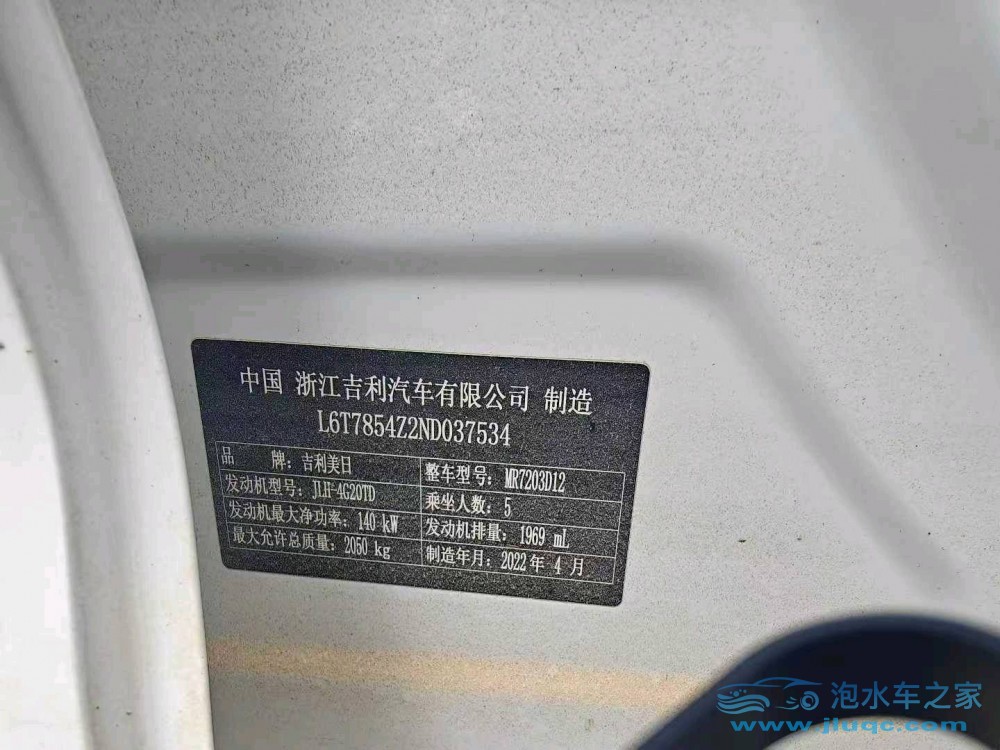 中国 浙江吉利汽车有限公司 制造
L6T7854Z2ND037534
品 牌：吉利美日 整车型号：MR7203D12
发动机型号：JLH-4G20TD 乘坐人数：5
发动机最大净功率：140 kW 发动机排量：1969 mL
最大允许总质量：2050 kg 制造年月：2022 年 4 月
泡水车之家
www.jluqc.com